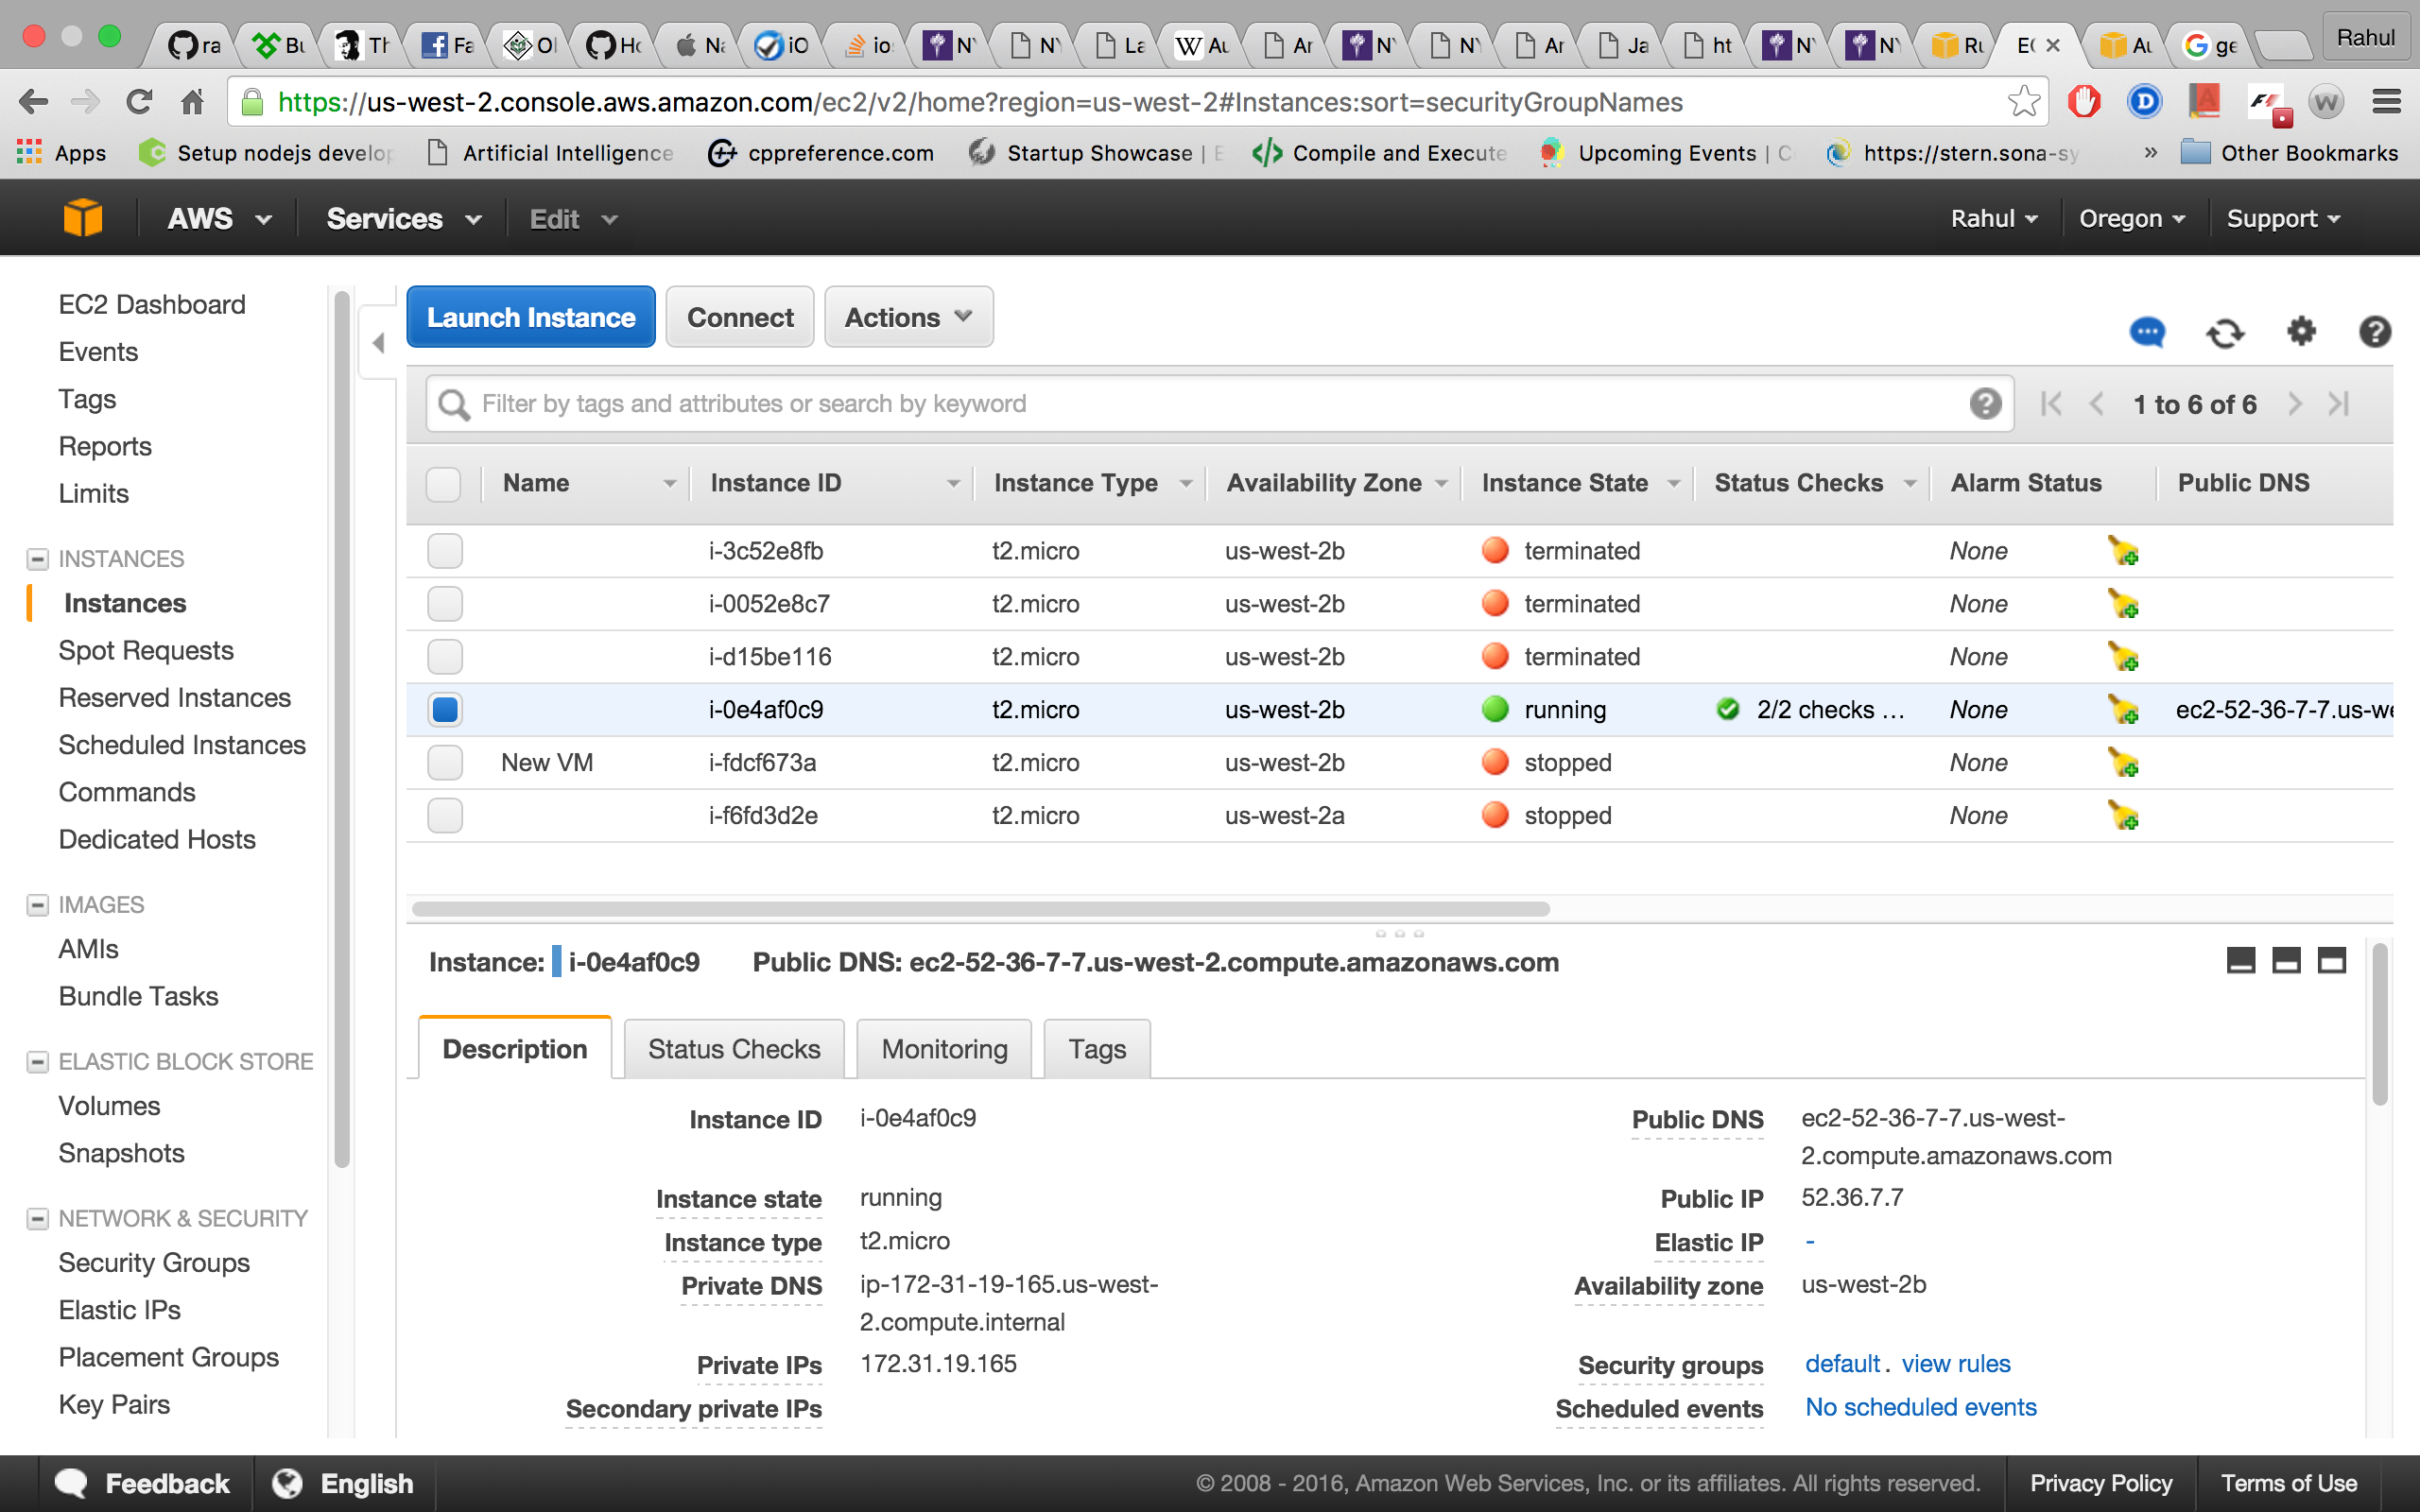 ra
Bu
Th
Fa
Ol
Hc
Na
iO
io
N
N
La
W Au
Ar
N
N
Ar
Ja
ht
N
N
Ru
E
Au
ge
Rahul
https://us-west-2.console.aws.amazon.com/ec2/v2/home?region=us-west-2#Instances:sort=securityGroupNames
Apps
Setup nodejs develop
Artificial Intelligence
cppreference.com
Startup Showcase | E
Compile and Execute
Upcoming Events | C
https://stern.sona-sy
»
Other Bookmarks
AWS
Services
Edit
Rahul
Oregon
Support
EC2 Dashboard
Events
Tags
Reports
Limits
INSTANCES
Instances
Spot Requests
Reserved Instances
Scheduled Instances
Commands
Dedicated Hosts
IMAGES
AMIs
Bundle Tasks
ELASTIC BLOCK STORE
Volumes
Snapshots
NETWORK & SECURITY
Security Groups
Elastic IPs
Placement Groups
Key Pairs
Launch Instance
Connect
Actions
Filter by tags and attributes or search by keyword
1 to 6 of 6
Name Instance ID Instance Type Availability Zone Instance State Status Checks Alarm Status Public DNS
i-3c52e8fb t2.micro us-west-2b terminated None
i-0052e8c7 t2.micro us-west-2b terminated None
i-d15be116 t2.micro us-west-2b terminated None
i-0e4af0c9 t2.micro us-west-2b running 2/2 checks ... None ec2-52-36-7-7.us-we
New VM i-fdcf673a t2.micro us-west-2b stopped None
i-f6fd3d2e t2.micro us-west-2a stopped None
Instance: i-0e4af0c9 Public DNS: ec2-52-36-7-7.us-west-2.compute.amazonaws.com
Description
Status Checks
Monitoring
Tags
Instance ID i-0e4af0c9
Instance state running
Instance type t2.micro
Private DNS ip-172-31-19-165.us-west-
2.compute.internal
Private IPs 172.31.19.165
Secondary private IPs
Public DNS ec2-52-36-7-7.us-west-
2.compute.amazonaws.com
Public IP 52.36.7.7
Elastic IP -
Availability zone us-west-2b
Security groups default. view rules
Scheduled events No scheduled events
Feedback
English
© 2008 - 2016, Amazon Web Services, Inc. or its affiliates. All rights reserved.
Privacy Policy
Terms of Use